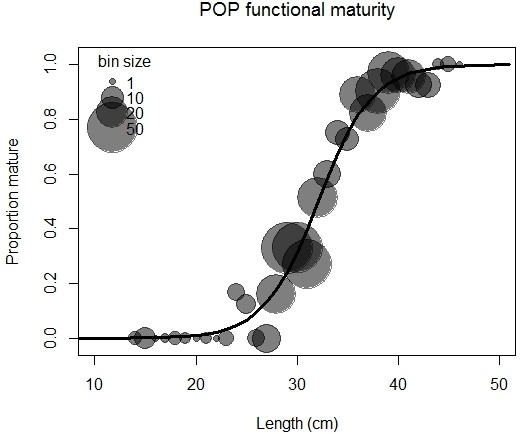 POP functional maturity
bin size
1
10
20
50
Proportion mature
0.0 0.2 0.4 0.6 0.8 1.0
10 20 30 40 50
Length (cm)